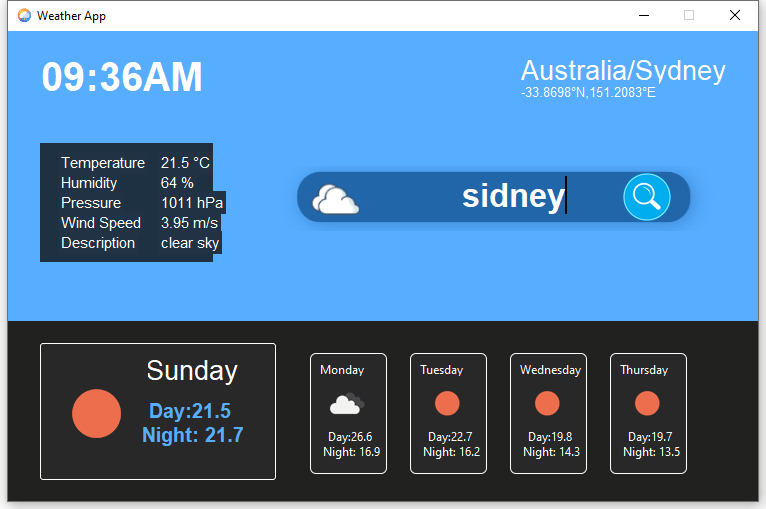 Weather App
09:36AM
Australia/Sydney
-33.8698°N,151.2083°E
Temperature 21.5 °C
Humidity 64 %
Pressure 1011 hPa
Wind Speed 3.95 m/s
Description clear sky
sidney
Sunday
Day:21.5
Night: 21.7
Monday
Day:26.6
Night: 16.9
Tuesday
Day:22.7
Night: 16.2
Wednesday
Day:19.8
Night: 14.3
Thursday
Day:19.7
Night: 13.5